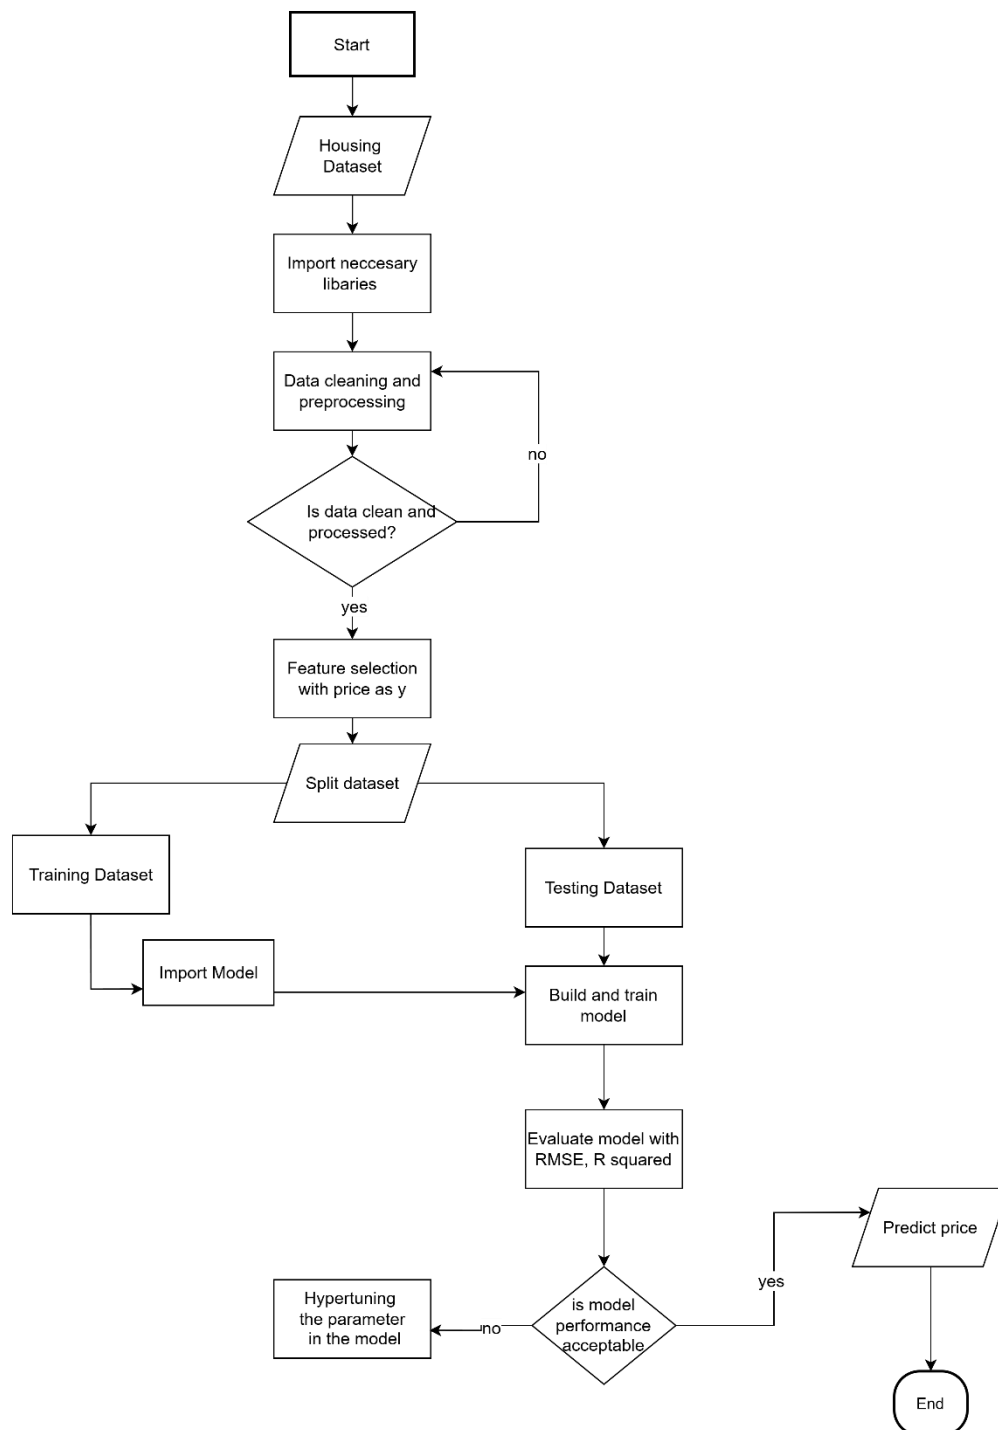 Start
Housing
Dataset
Import neccesary
libaries
Data cleaning and
preprocessing
no
Is data clean and
processed?
yes
Feature selection
with price as y
Split dataset
Training Dataset
Testing Dataset
Import Model
Build and train
model
Evaluate model with
RMSE, R squared
Predict price
yes
Hypertuning
the parameter
in the model
no
is model
performance
acceptable
End